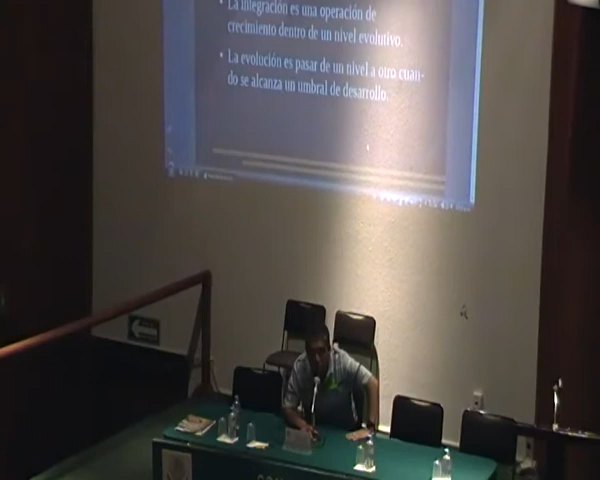 • La integración es una operación de
crecimiento dentro de un nivel evolutivo.
• La evolución es pasar de un nivel a otro cuan-
do se alcanza un umbral de desarrollo.